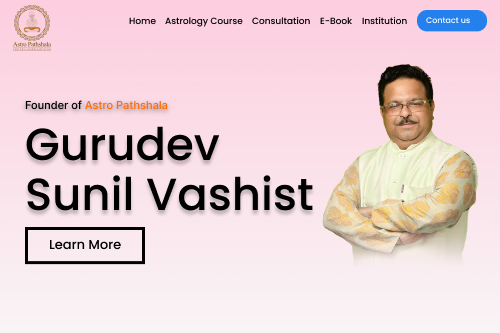 Home Astrology Course Consultation E-Book Institution Contact us
Astro Pathshala
Founder of Astro Pathshala
Gurudev
Sunil Vashist
Learn More